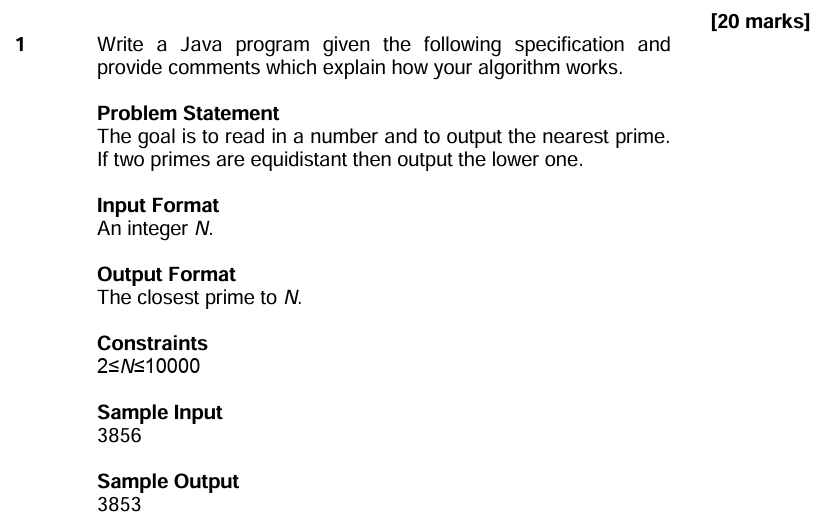 [20 marks]
1 Write a Java program given the following specification and
provide comments which explain how your algorithm works.
Problem Statement
The goal is to read in a number and to output the nearest prime.
If two primes are equidistant then output the lower one.
Input Format
An integer N.
Output Format
The closest prime to N.
Constraints
2≤N≤10000
Sample Input
3856
Sample Output
3853